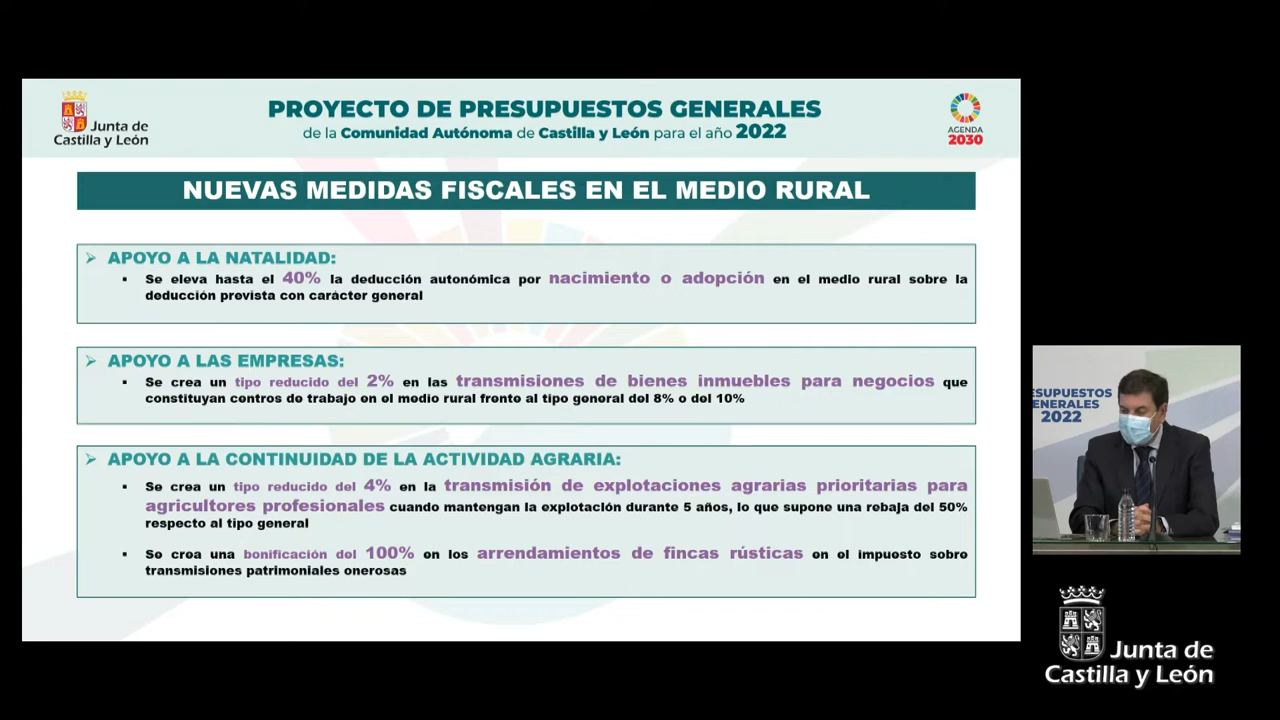 Junta de
Castilla y León
PROYECTO DE PRESUPUESTOS GENERALES
de la Comunidad Autónoma de Castilla y León para el año 2022
AGENDA
2030
NUEVAS MEDIDAS FISCALES EN EL MEDIO RURAL
➢ APOYO A LA NATALIDAD:
▪ Se eleva hasta el 40% la deducción autonómica por nacimiento o adopción en el medio rural sobre la
deducción prevista con carácter general
➢ APOYO A LAS EMPRESAS:
▪ Se crea un tipo reducido del 2% en las transmisiones de bienes inmuebles para negocios que
constituyan centros de trabajo en el medio rural frente al tipo general del 8% o del 10%
➢ APOYO A LA CONTINUIDAD DE LA ACTIVIDAD AGRARIA:
▪ Se crea un tipo reducido del 4% en la transmisión de explotaciones agrarias prioritarias para
agricultores profesionales cuando mantengan la explotación durante 5 años, lo que supone una rebaja del 50%
respecto al tipo general
▪ Se crea una bonificación del 100% en los arrendamientos de fincas rústicas en el impuesto sobre
transmisiones patrimoniales onerosas
ESUPUESTOS
ENERALES
2022
Junta de
Castilla y León